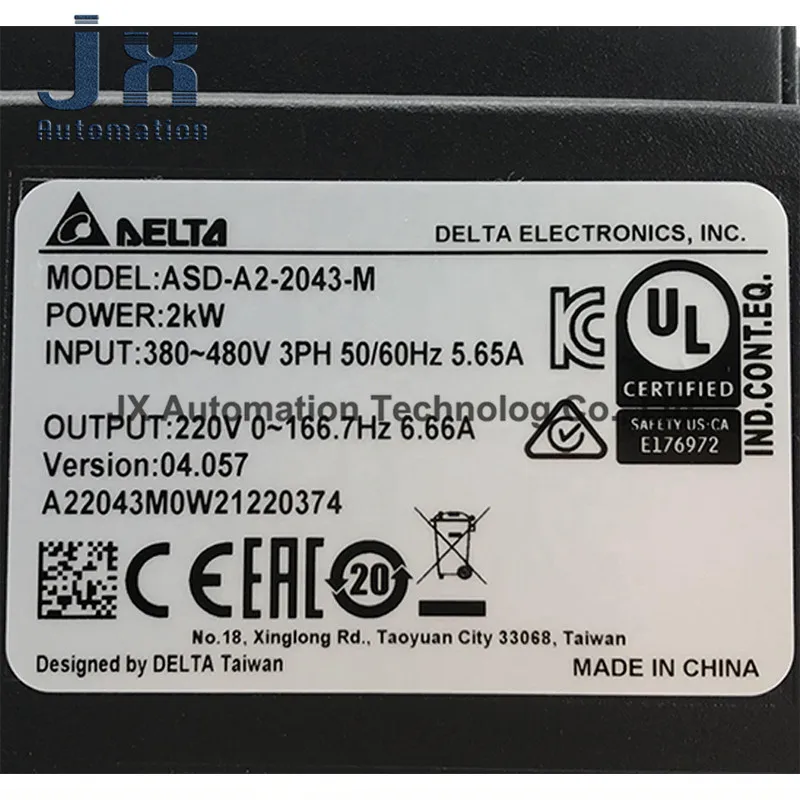 JX
Automation
DELTA
DELTA ELECTRONICS, INC.
MODEL:ASD-A2-2043-M
POWER:2kW
INPUT:380~480V 3PH 50/60Hz 5.65A
JX Automation Technolog Co.
OUTPUT:220V 0~166.7Hz 6.66A
Version:04.057
A22043M0W21220374
UL
CERTIFIED
SAFETY US·CA
E176972
IND.CONT.EQ.
CE EAC 20
No.18, Xinglong Rd., Taoyuan City 33068, Taiwan
Designed by DELTA Taiwan
MADE IN CHINA